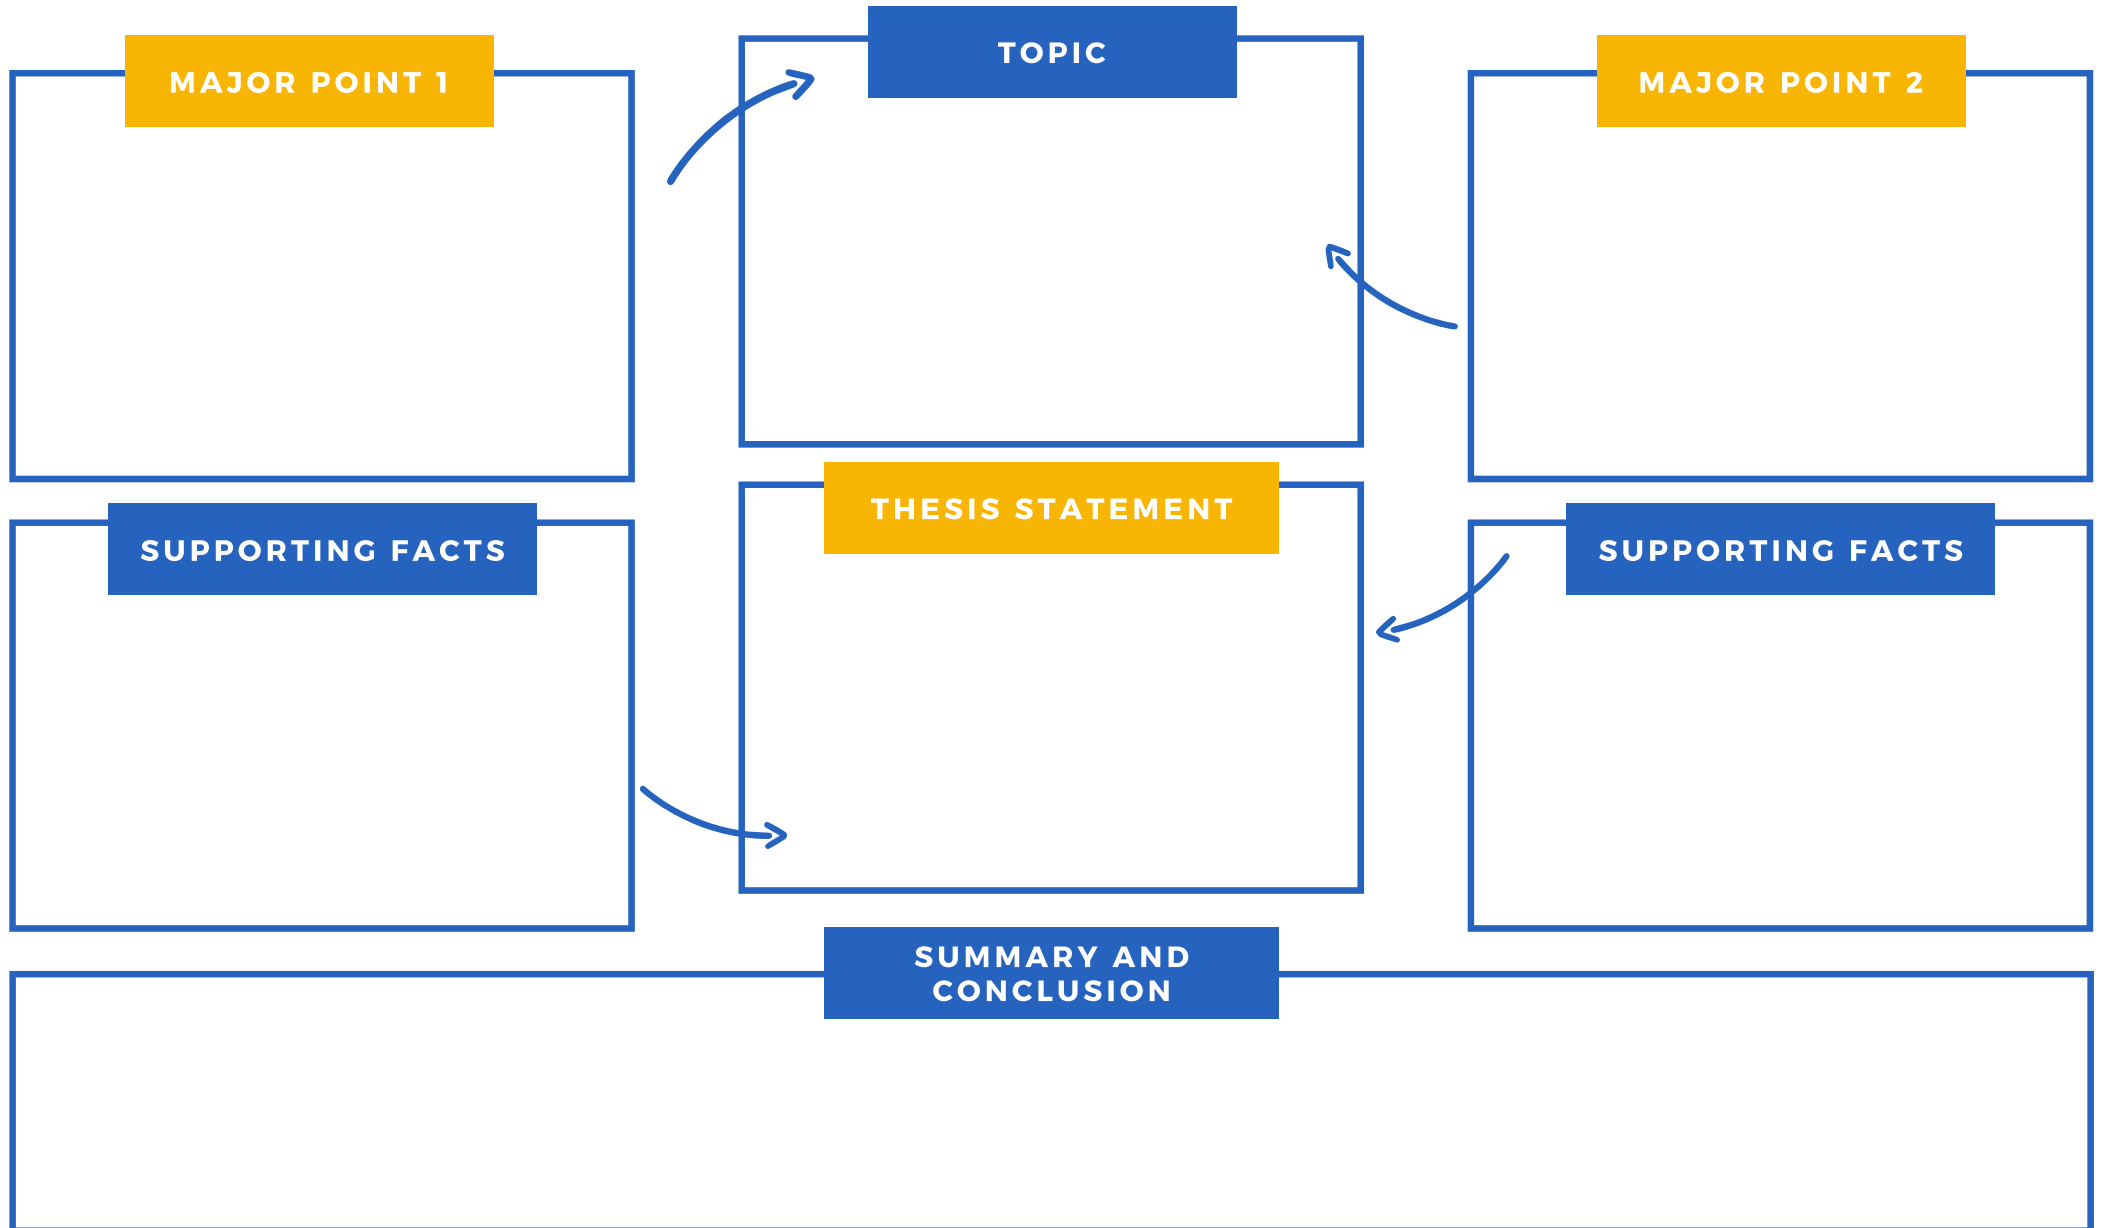 MAJOR POINT 1
TOPIC
MAJOR POINT 2
SUPPORTING FACTS
THESIS STATEMENT
SUPPORTING FACTS
SUMMARY AND
CONCLUSION